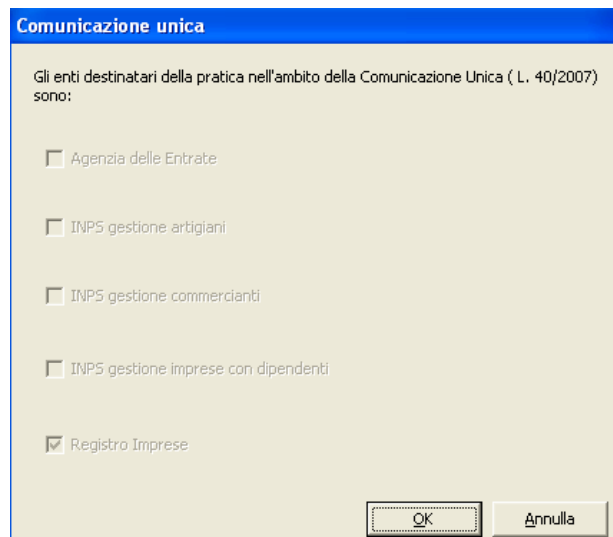 Comunicazione unica
Gli enti destinatari della pratica nell'ambito della Comunicazione Unica ( L. 40/2007)
sono:
Agenzia delle Entrate
INPS gestione artigiani
INPS gestione commercianti
INPS gestione imprese con dipendenti
Registro Imprese
OK Annulla